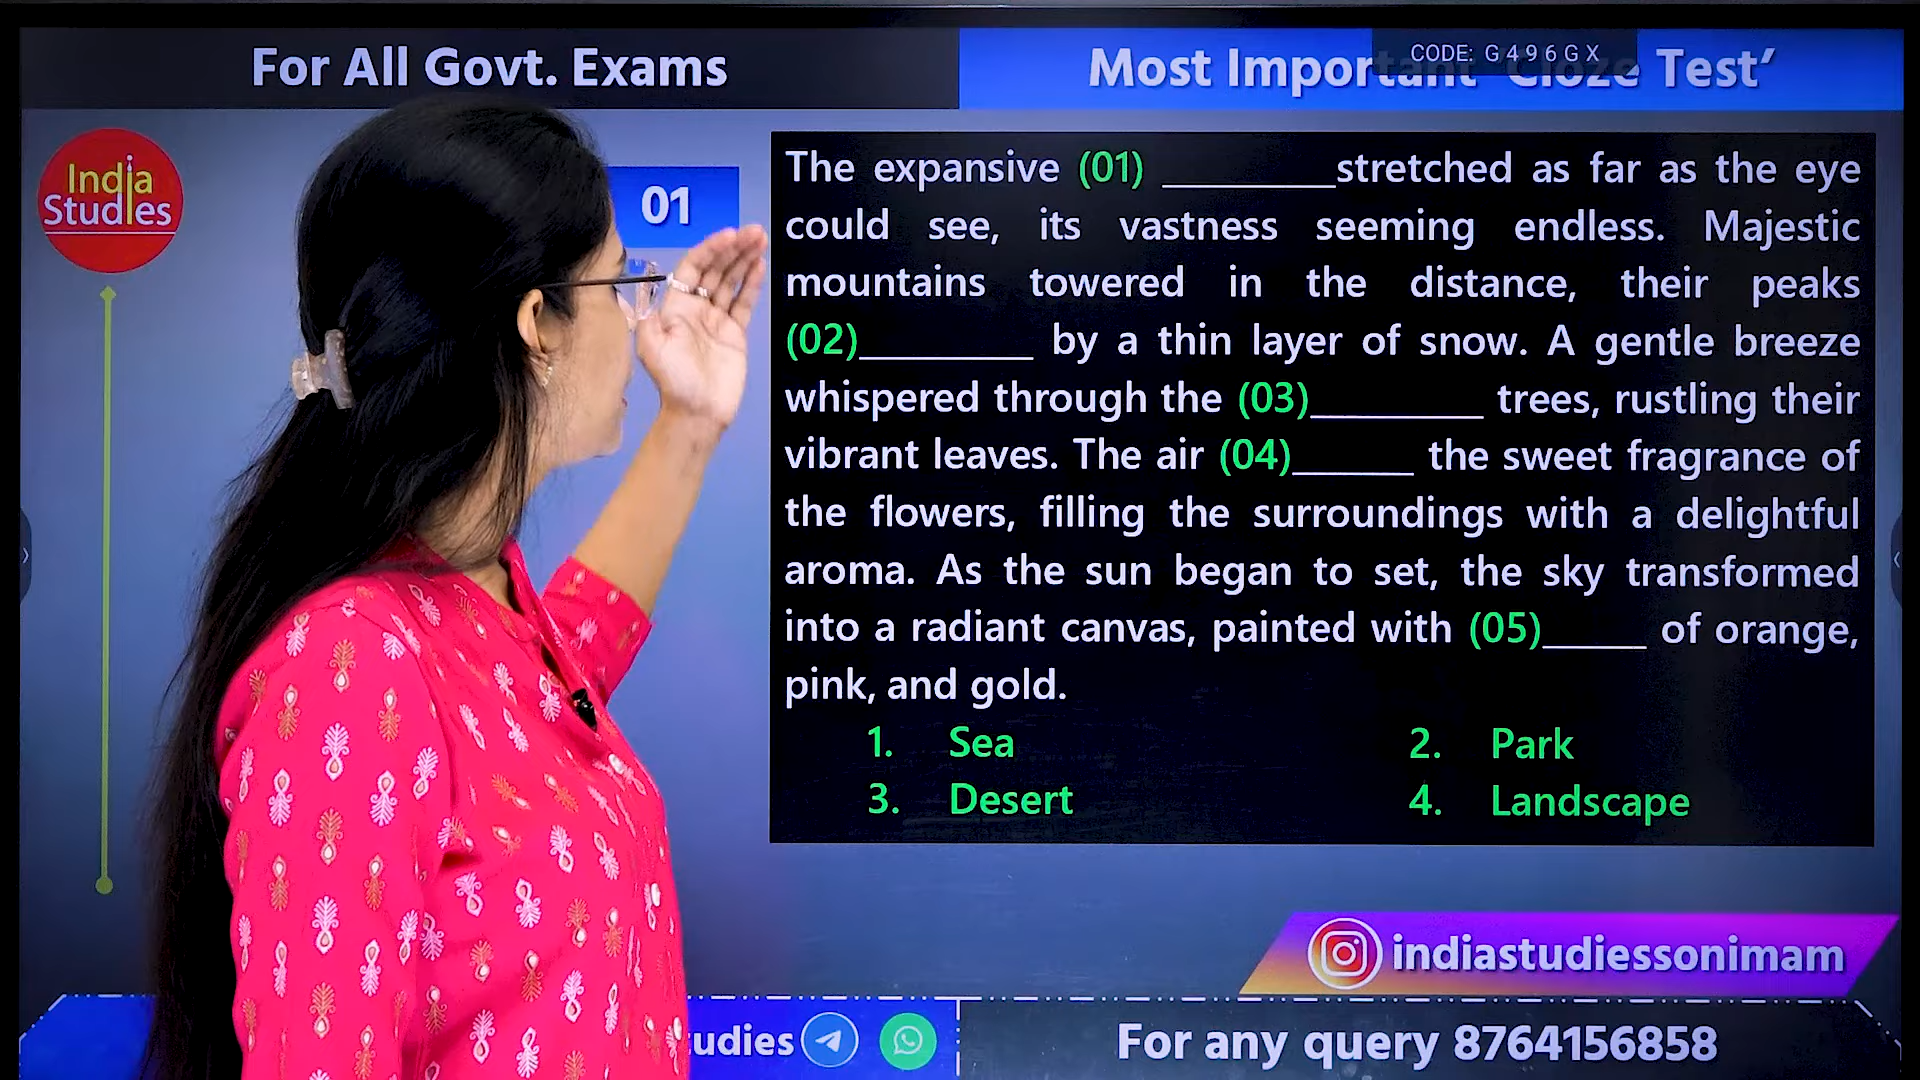 For All Govt. Exams
Most Important 'Cloze Test'
CODE: G496GX
India
Studies
01
The expansive (01) ________stretched as far as the eye
could see, its vastness seeming endless. Majestic
mountains towered in the distance, their peaks
(02)________ by a thin layer of snow. A gentle breeze
whispered through the (03)________ trees, rustling their
vibrant leaves. The air (04)______ the sweet fragrance of
the flowers, filling the surroundings with a delightful
aroma. As the sun began to set, the sky transformed
into a radiant canvas, painted with (05)_____ of orange,
pink, and gold.
1. Sea
2. Park
3. Desert
4. Landscape
indiastudiessonimam
udies
For any query 8764156858